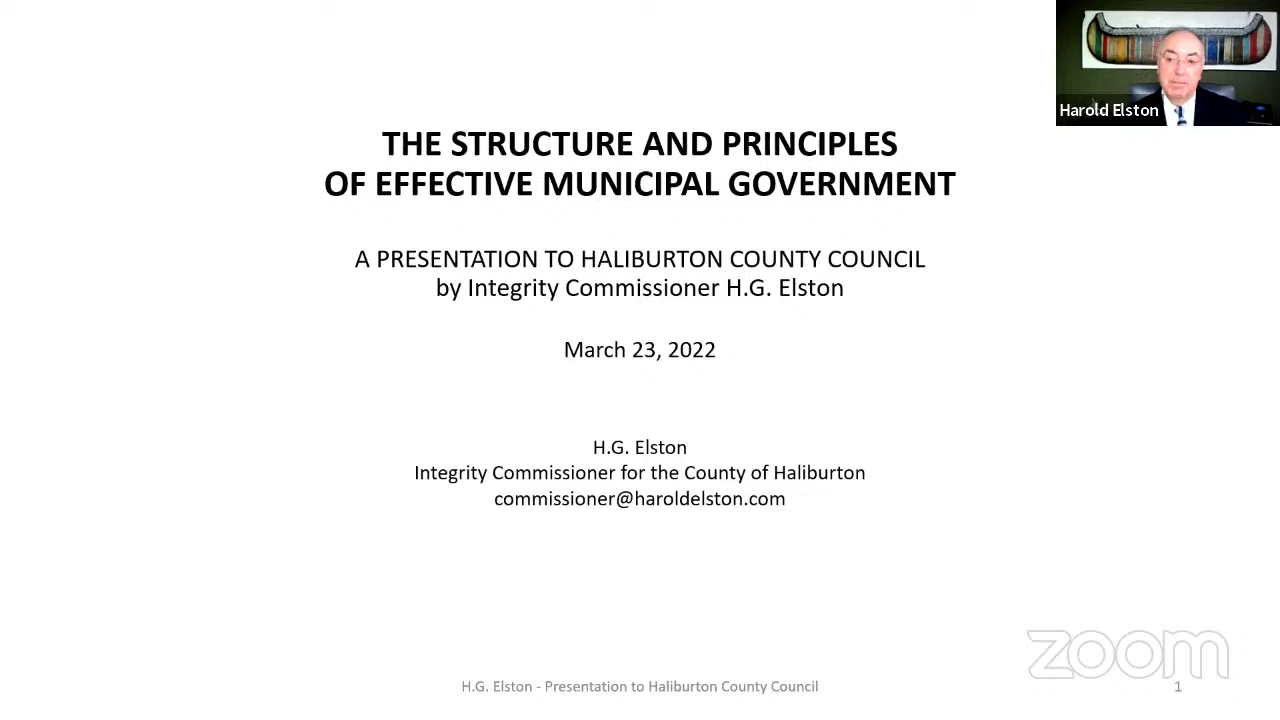 Harold Elston
THE STRUCTURE AND PRINCIPLES
OF EFFECTIVE MUNICIPAL GOVERNMENT
A PRESENTATION TO HALIBURTON COUNTY COUNCIL
by Integrity Commissioner H.G. Elston
March 23, 2022
H.G. Elston
Integrity Commissioner for the County of Haliburton
commissioner@haroldelston.com
zoom
H.G. Elston - Presentation to Haliburton County Council
1